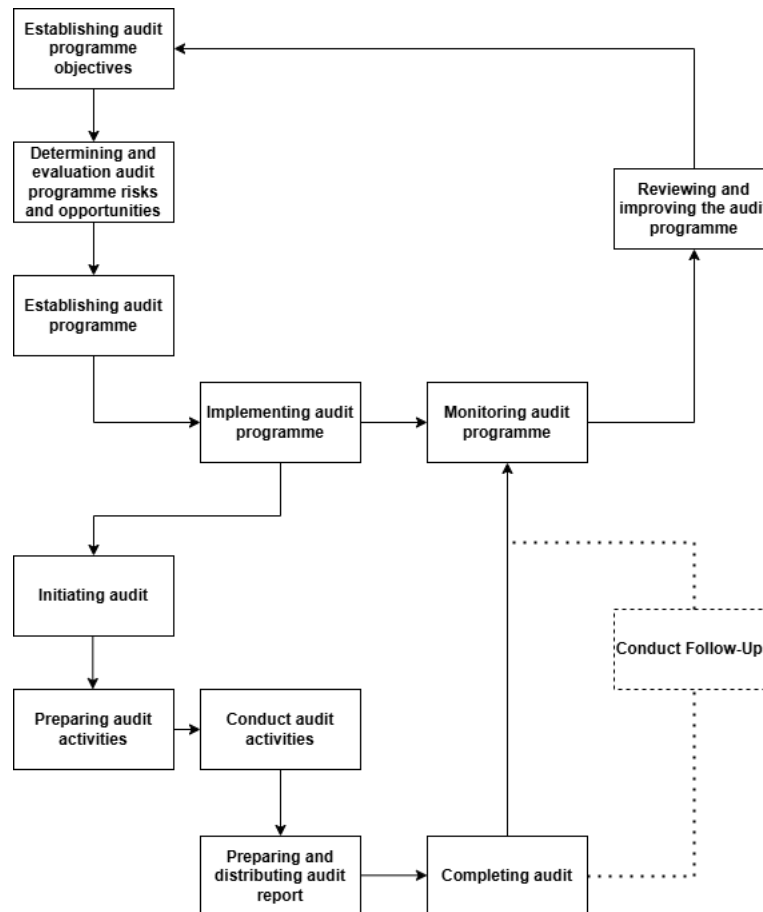 Establishing audit
programme
objectives
Determining and
evaluation audit
programme risks
and opportunities
Reviewing and
improving the audit
programme
Establishing audit
programme
Implementing audit
programme
Monitoring audit
programme
Initiating audit
Conduct Follow-Up
Preparing audit
activities
Conduct audit
activities
Preparing and
distributing audit
report
Completing audit